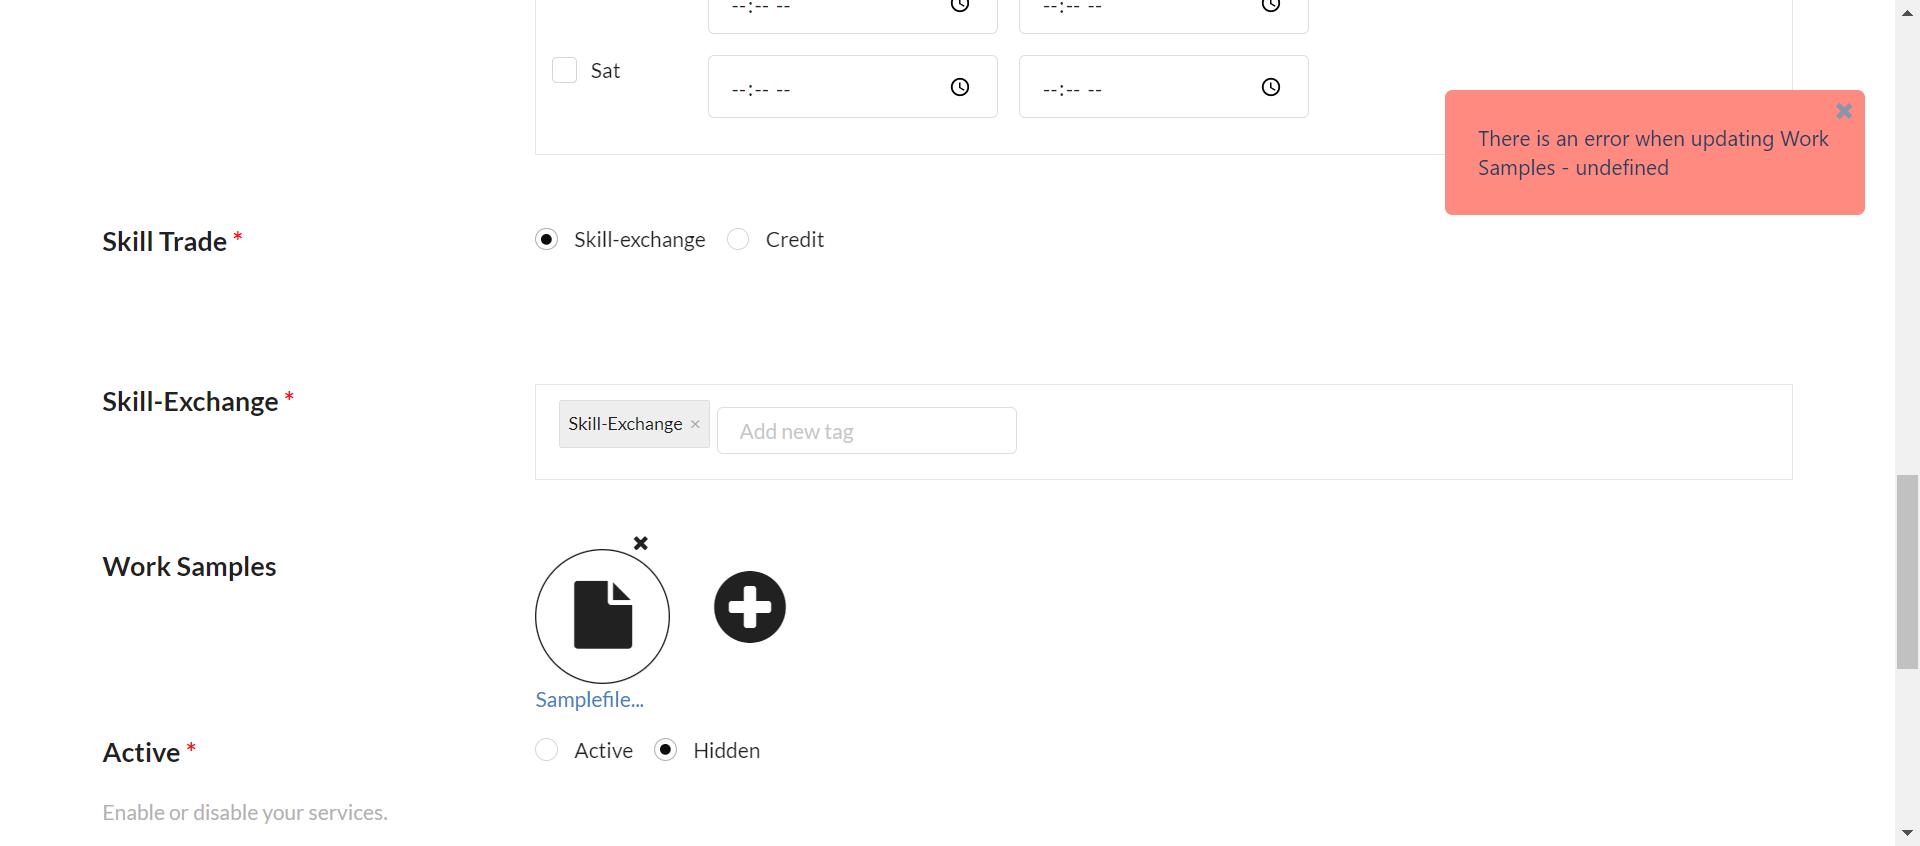 --:-- --
--:-- --
Sat
--:-- --
--:-- --
There is an error when updating Work
Samples - undefined
Skill Trade *
Skill-exchange
Credit
Skill-Exchange *
Skill-Exchange ×
Add new tag
Work Samples
Samplefile...
Active *
Active
Hidden
Enable or disable your services.